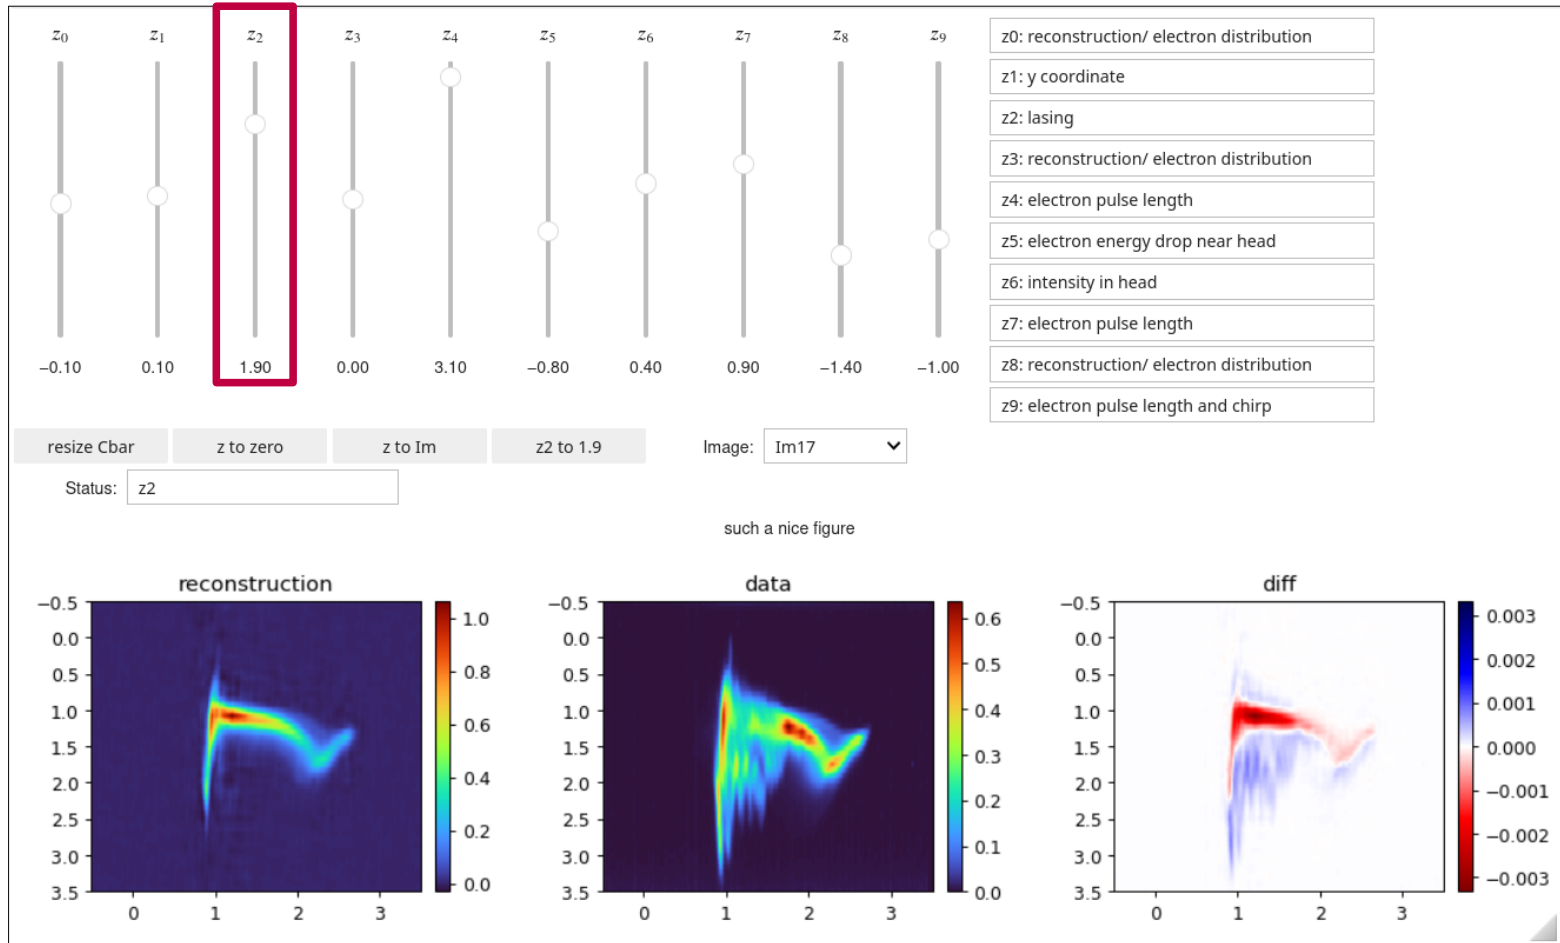 z0 z1 z2 z3 z4 z5 z6 z7 z8 z9
−0.10 0.10 1.90 0.00 3.10 −0.80 0.40 0.90 −1.40 −1.00
z0: reconstruction/ electron distribution
z1: y coordinate
z2: lasing
z3: reconstruction/ electron distribution
z4: electron pulse length
z5: electron energy drop near head
z6: intensity in head
z7: electron pulse length
z8: reconstruction/ electron distribution
z9: electron pulse length and chirp
resize Cbar z to zero z to Im z2 to 1.9 Image: Im17
Status: z2
such a nice figure
reconstruction
−0.5
0.0
0.5
1.0
1.5
2.0
2.5
3.0
3.5
0 1 2 3
1.0
0.8
0.6
0.4
0.2
0.0
data
−0.5
0.0
0.5
1.0
1.5
2.0
2.5
3.0
3.5
0 1 2 3
0.6
0.5
0.4
0.3
0.2
0.1
0.0
diff
−0.5
0.0
0.5
1.0
1.5
2.0
2.5
3.0
3.5
0 1 2 3
0.003
0.002
0.001
0.000
−0.001
−0.002
−0.003